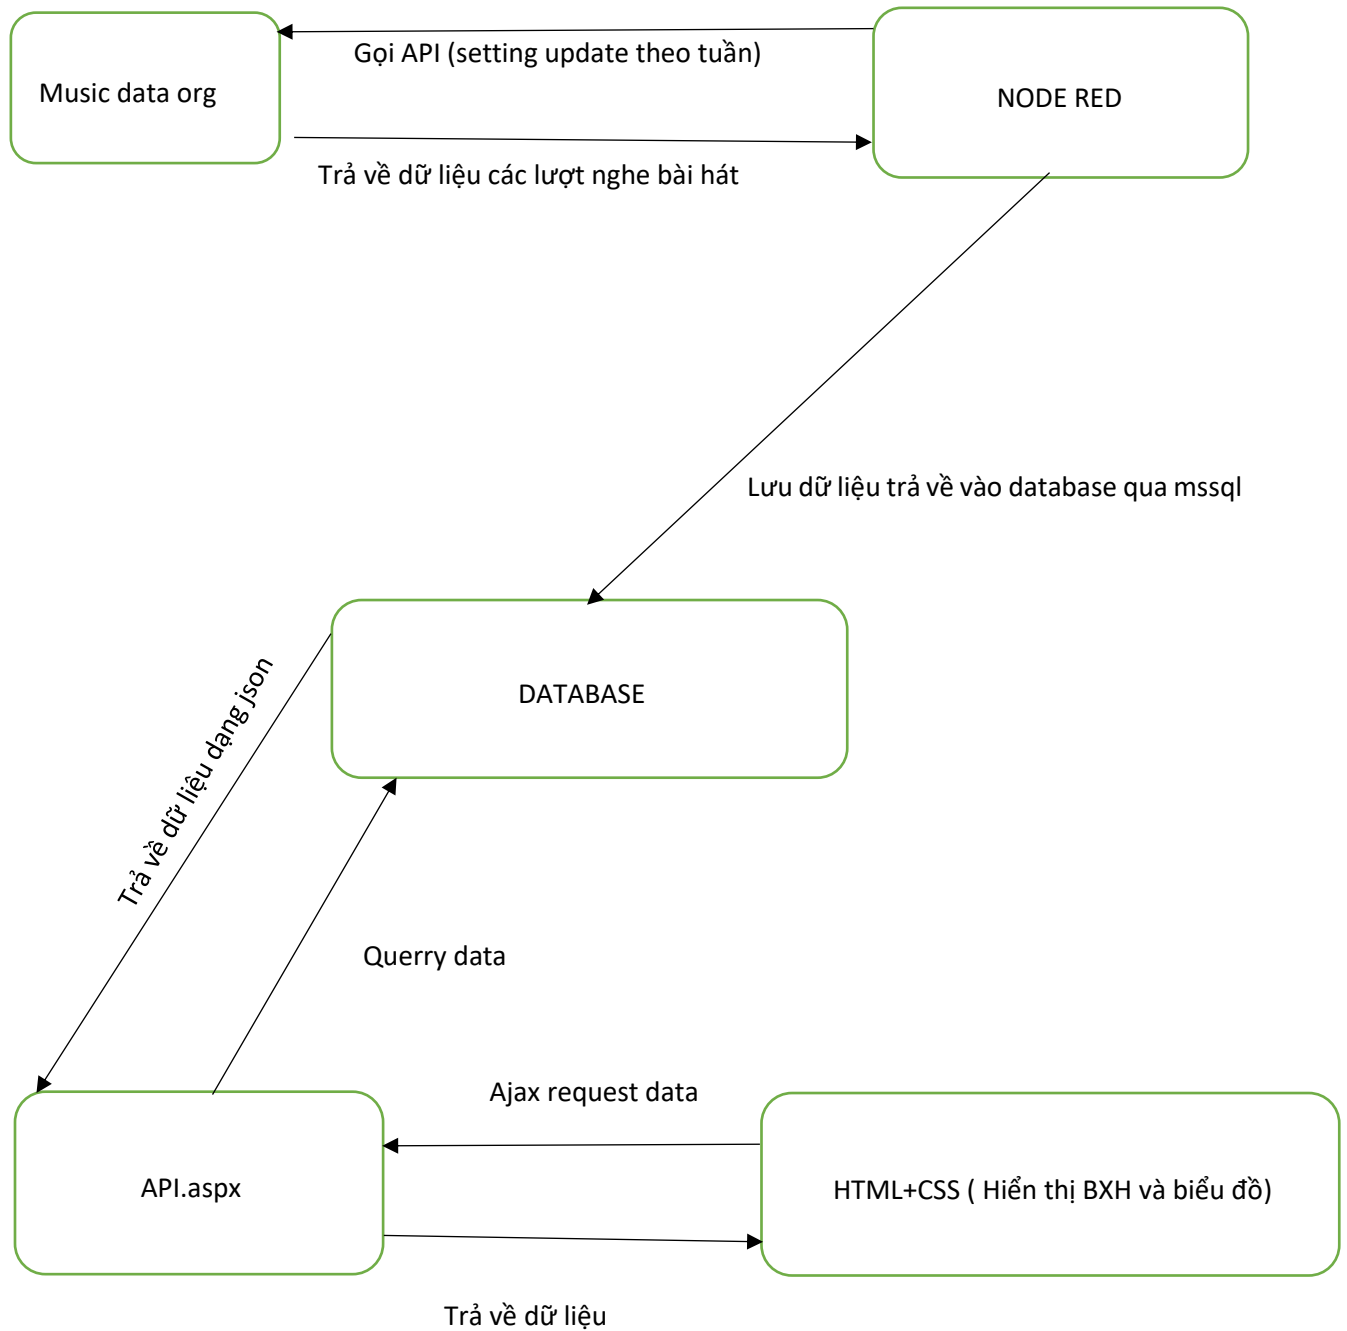 Gọi API (setting update theo tuần)
Music data org
NODE RED
Trả về dữ liệu các lượt nghe bài hát
Lưu dữ liệu trả về vào database qua mssql
DATABASE
Trả về dữ liệu dạng json
Querry data
Ajax request data
API.aspx
HTML+CSS ( Hiển thị BXH và biểu đồ)
Trả về dữ liệu